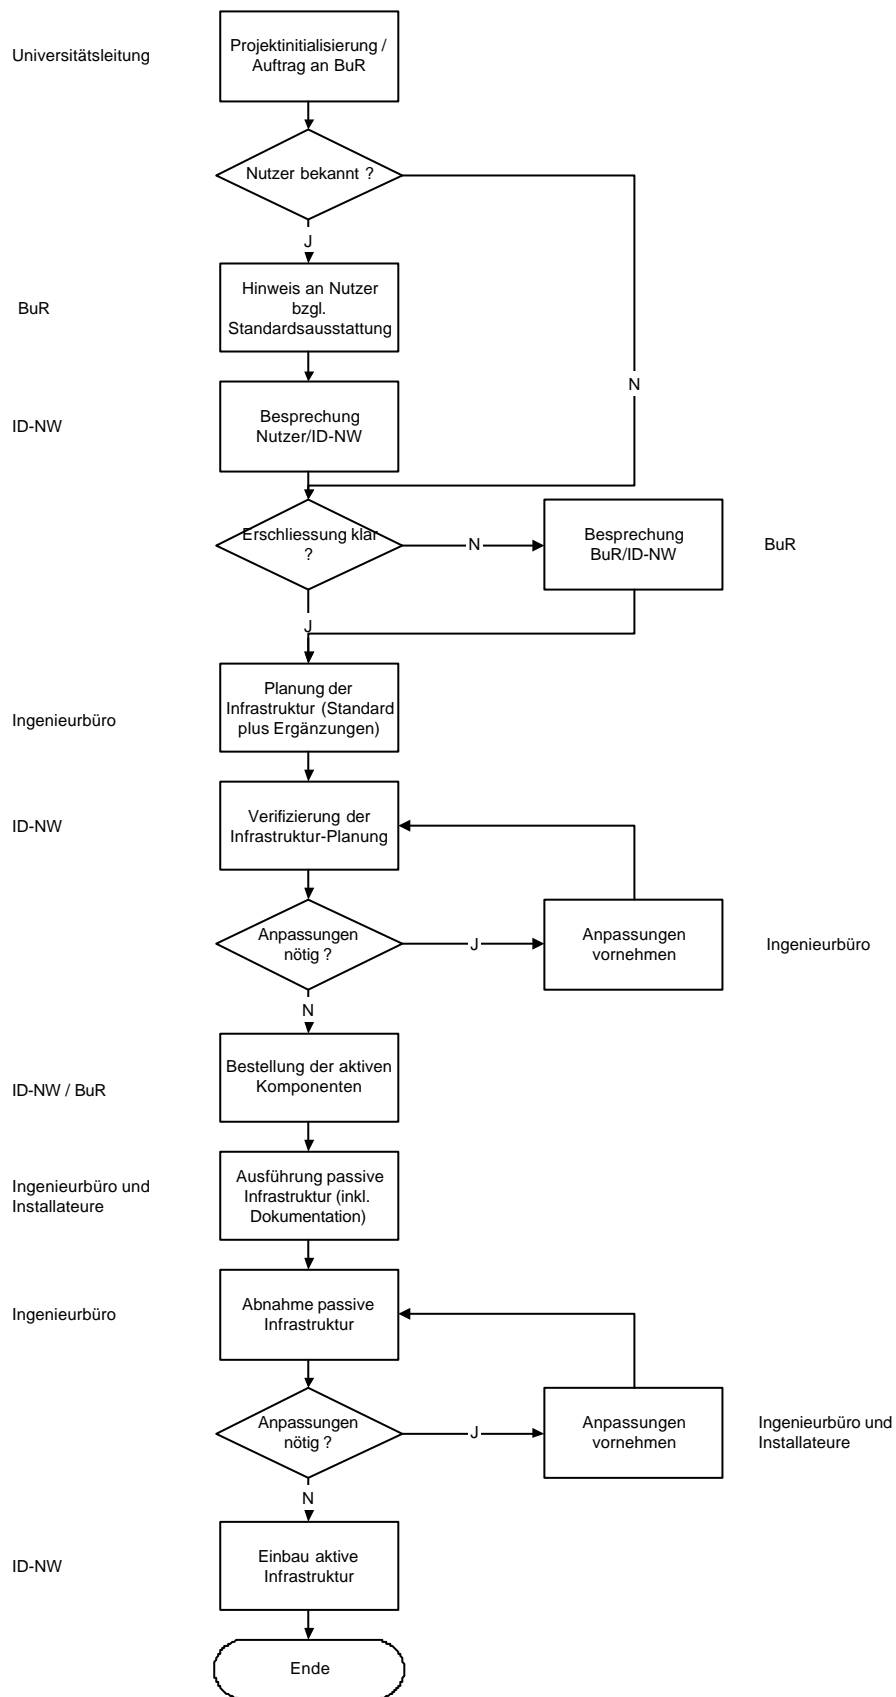 Universitätsleitung
Projektinitialisierung /
Auftrag an BuR
Nutzer bekannt ?
J
BuR
Hinweis an Nutzer
bzgl.
Standardsausstattung
N
ID-NW
Besprechung
Nutzer/ID-NW
Erschliessung klar
?
N
Besprechung
BuR/ID-NW
BuR
J
Ingenieurbüro
Planung der
Infrastruktur (Standard
plus Ergänzungen)
ID-NW
Verifizierung der
Infrastruktur-Planung
Anpassungen
nötig ?
J
Anpassungen
vornehmen
Ingenieurbüro
N
ID-NW / BuR
Bestellung der aktiven
Komponenten
Ingenieurbüro und
Installateure
Ausführung passive
Infrastruktur (inkl.
Dokumentation)
Ingenieurbüro
Abnahme passive
Infrastruktur
Anpassungen
nötig ?
J
Anpassungen
vornehmen
Ingenieurbüro und
Installateure
N
ID-NW
Einbau aktive
Infrastruktur
Ende